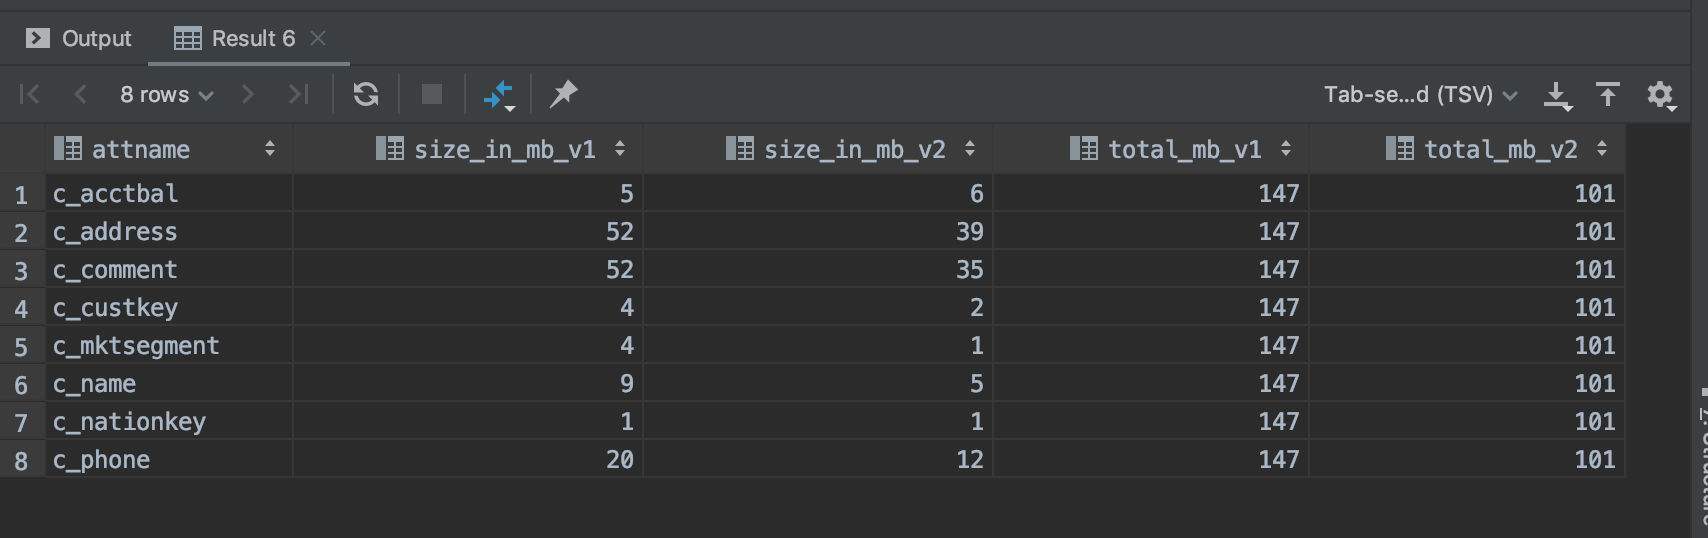 Output Result 6
8 rows Tab-se...d (TSV)
attname size_in_mb_v1 size_in_mb_v2 total_mb_v1 total_mb_v2
1 c_acctbal 5 6 147 101
2 c_address 52 39 147 101
3 c_comment 52 35 147 101
4 c_custkey 4 2 147 101
5 c_mktsegment 4 1 147 101
6 c_name 9 5 147 101
7 c_nationkey 1 1 147 101
8 c_phone 20 12 147 101
Z: Structure